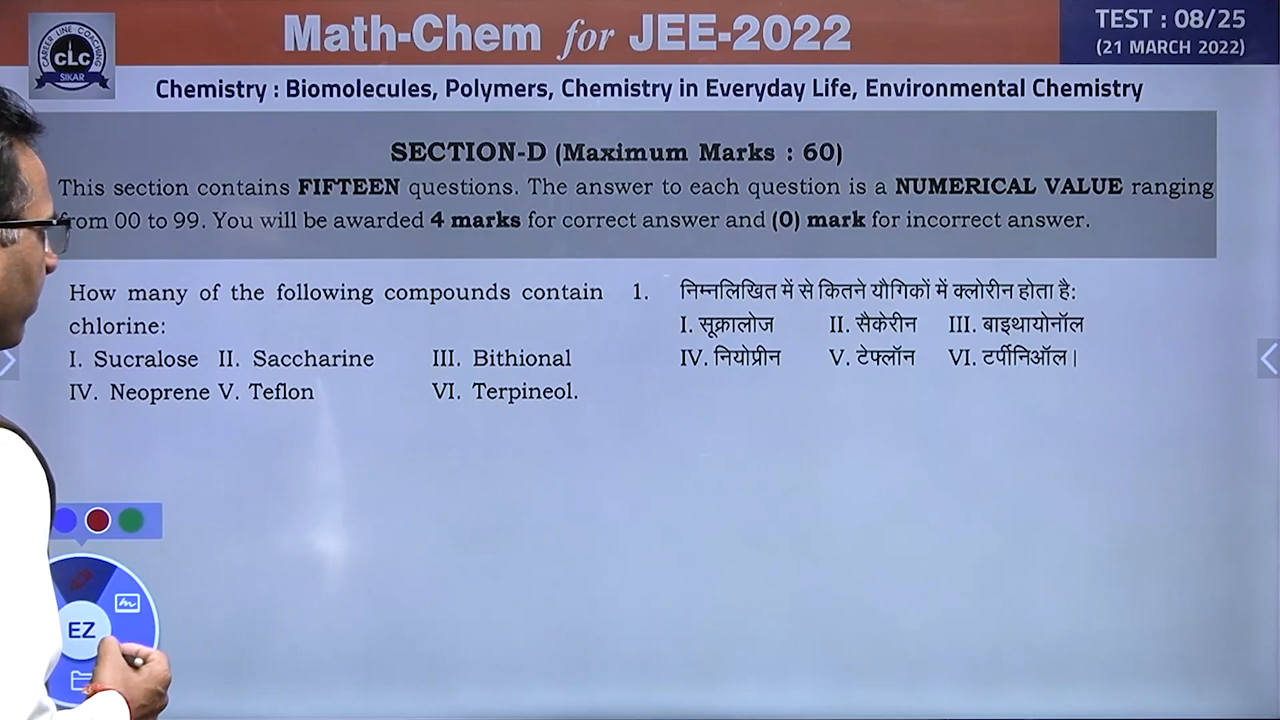 Math-Chem for JEE-2022
TEST : 08/25
(21 MARCH 2022)
CAREER LINE COACHING
CLC
SIKAR
Chemistry : Biomolecules, Polymers, Chemistry in Everyday Life, Environmental Chemistry
SECTION-D (Maximum Marks : 60)
This section contains FIFTEEN questions. The answer to each question is a NUMERICAL VALUE ranging
from 00 to 99. You will be awarded 4 marks for correct answer and (0) mark for incorrect answer.
How many of the following compounds contain
chlorine:
I. Sucralose II. Saccharine III. Bithional
IV. Neoprene V. Teflon VI. Terpineol.
1. निम्नलिखित में से कितने यौगिकों में क्लोरीन होता है:
I. सूक्रालोज II. सैकेरीन III. बाइथायोनॉल
IV. नियोप्रीन V. टेफ्लॉन VI. टर्पीनिऑल।
EZ